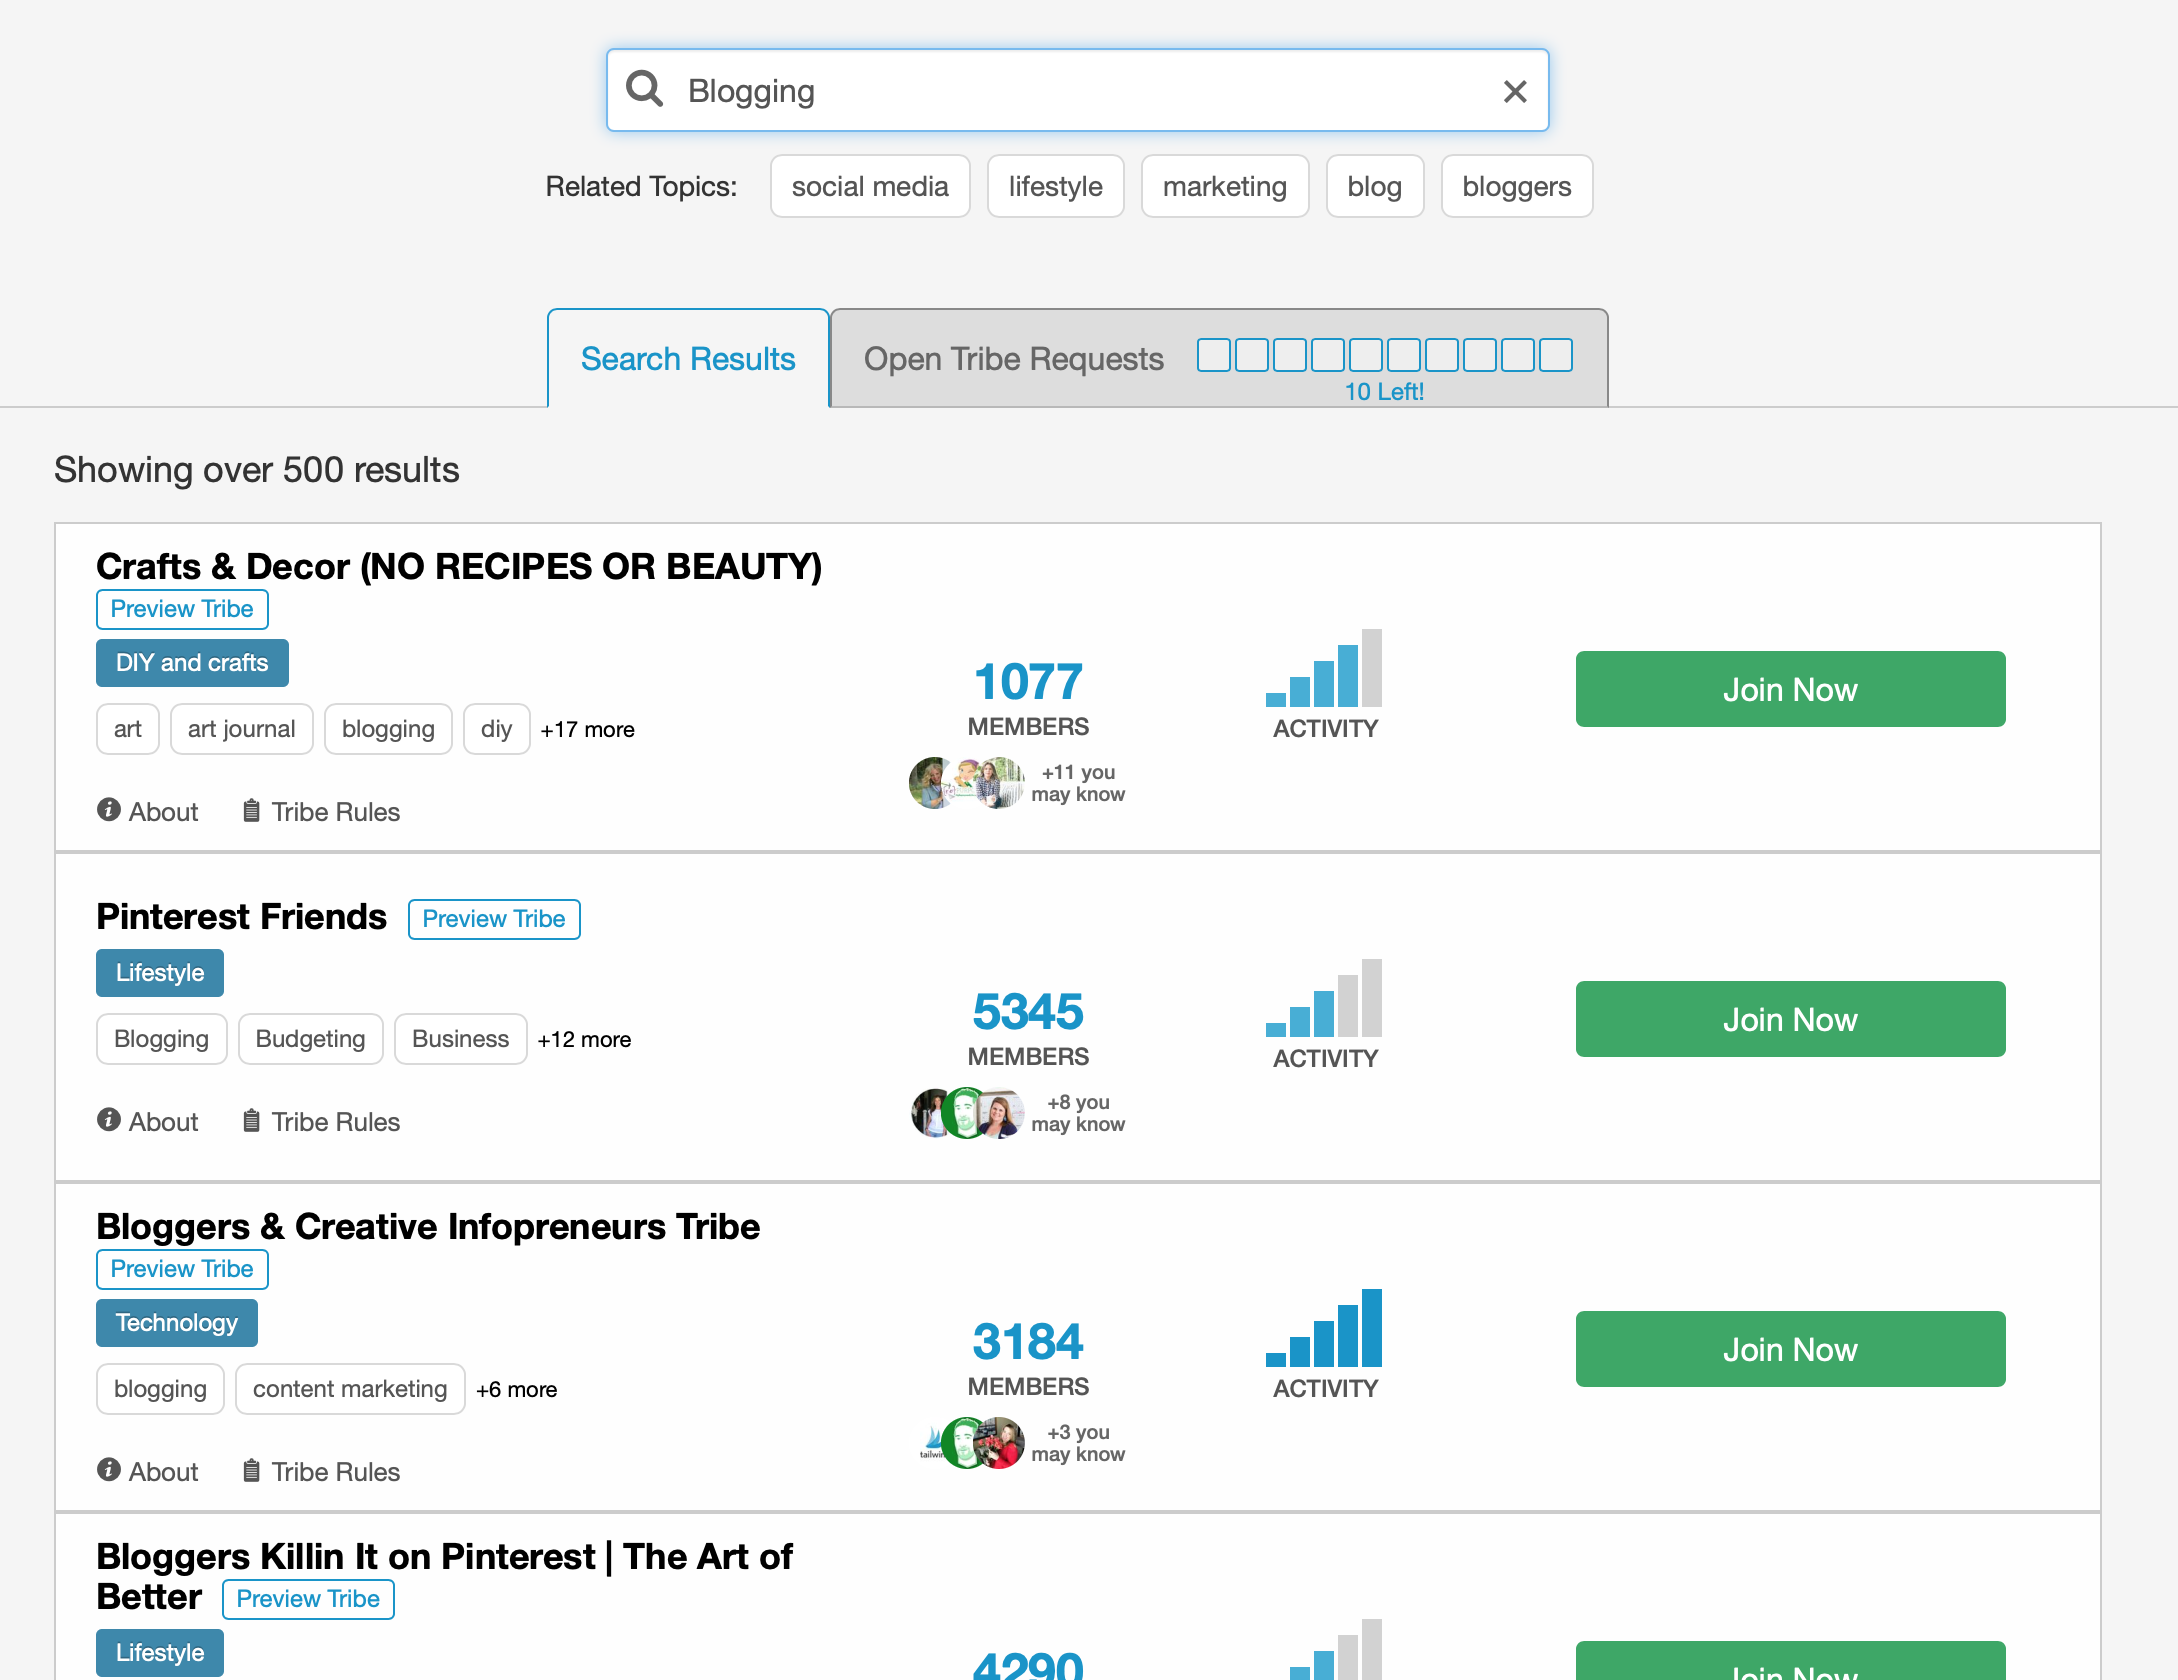 Blogging
Related Topics: social media lifestyle marketing blog bloggers
Search Results Open Tribe Requests
10 Left!
Showing over 500 results
Crafts & Decor (NO RECIPES OR BEAUTY)
Preview Tribe
DIY and crafts
art art journal blogging diy +17 more
About Tribe Rules
1077
MEMBERS
+11 you
may know
ACTIVITY
Join Now
Pinterest Friends Preview Tribe
Lifestyle
Blogging Budgeting Business +12 more
About Tribe Rules
5345
MEMBERS
+8 you
may know
ACTIVITY
Join Now
Bloggers & Creative Infopreneurs Tribe
Preview Tribe
Technology
blogging content marketing +6 more
About Tribe Rules
3184
MEMBERS
+3 you
may know
ACTIVITY
Join Now
Bloggers Killin It on Pinterest | The Art of
Better Preview Tribe
Lifestyle
4290
Join Now